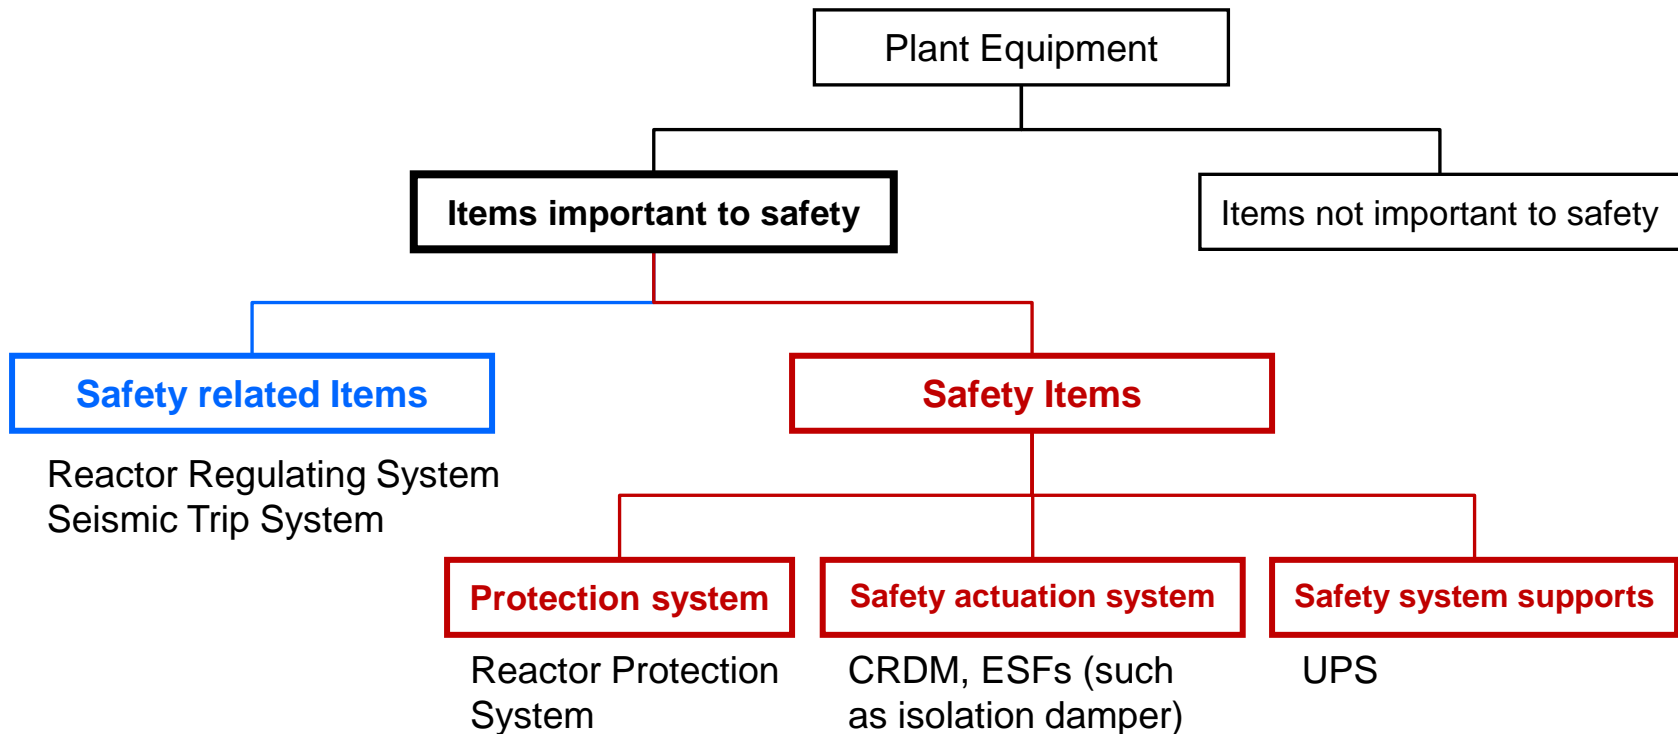 Plant Equipment
Items important to safety
Items not important to safety
Safety related Items
Safety Items
Reactor Regulating System
Seismic Trip System
Protection system
Safety actuation system
Safety system supports
Reactor Protection
System
CRDM, ESFs (such
as isolation damper)
UPS